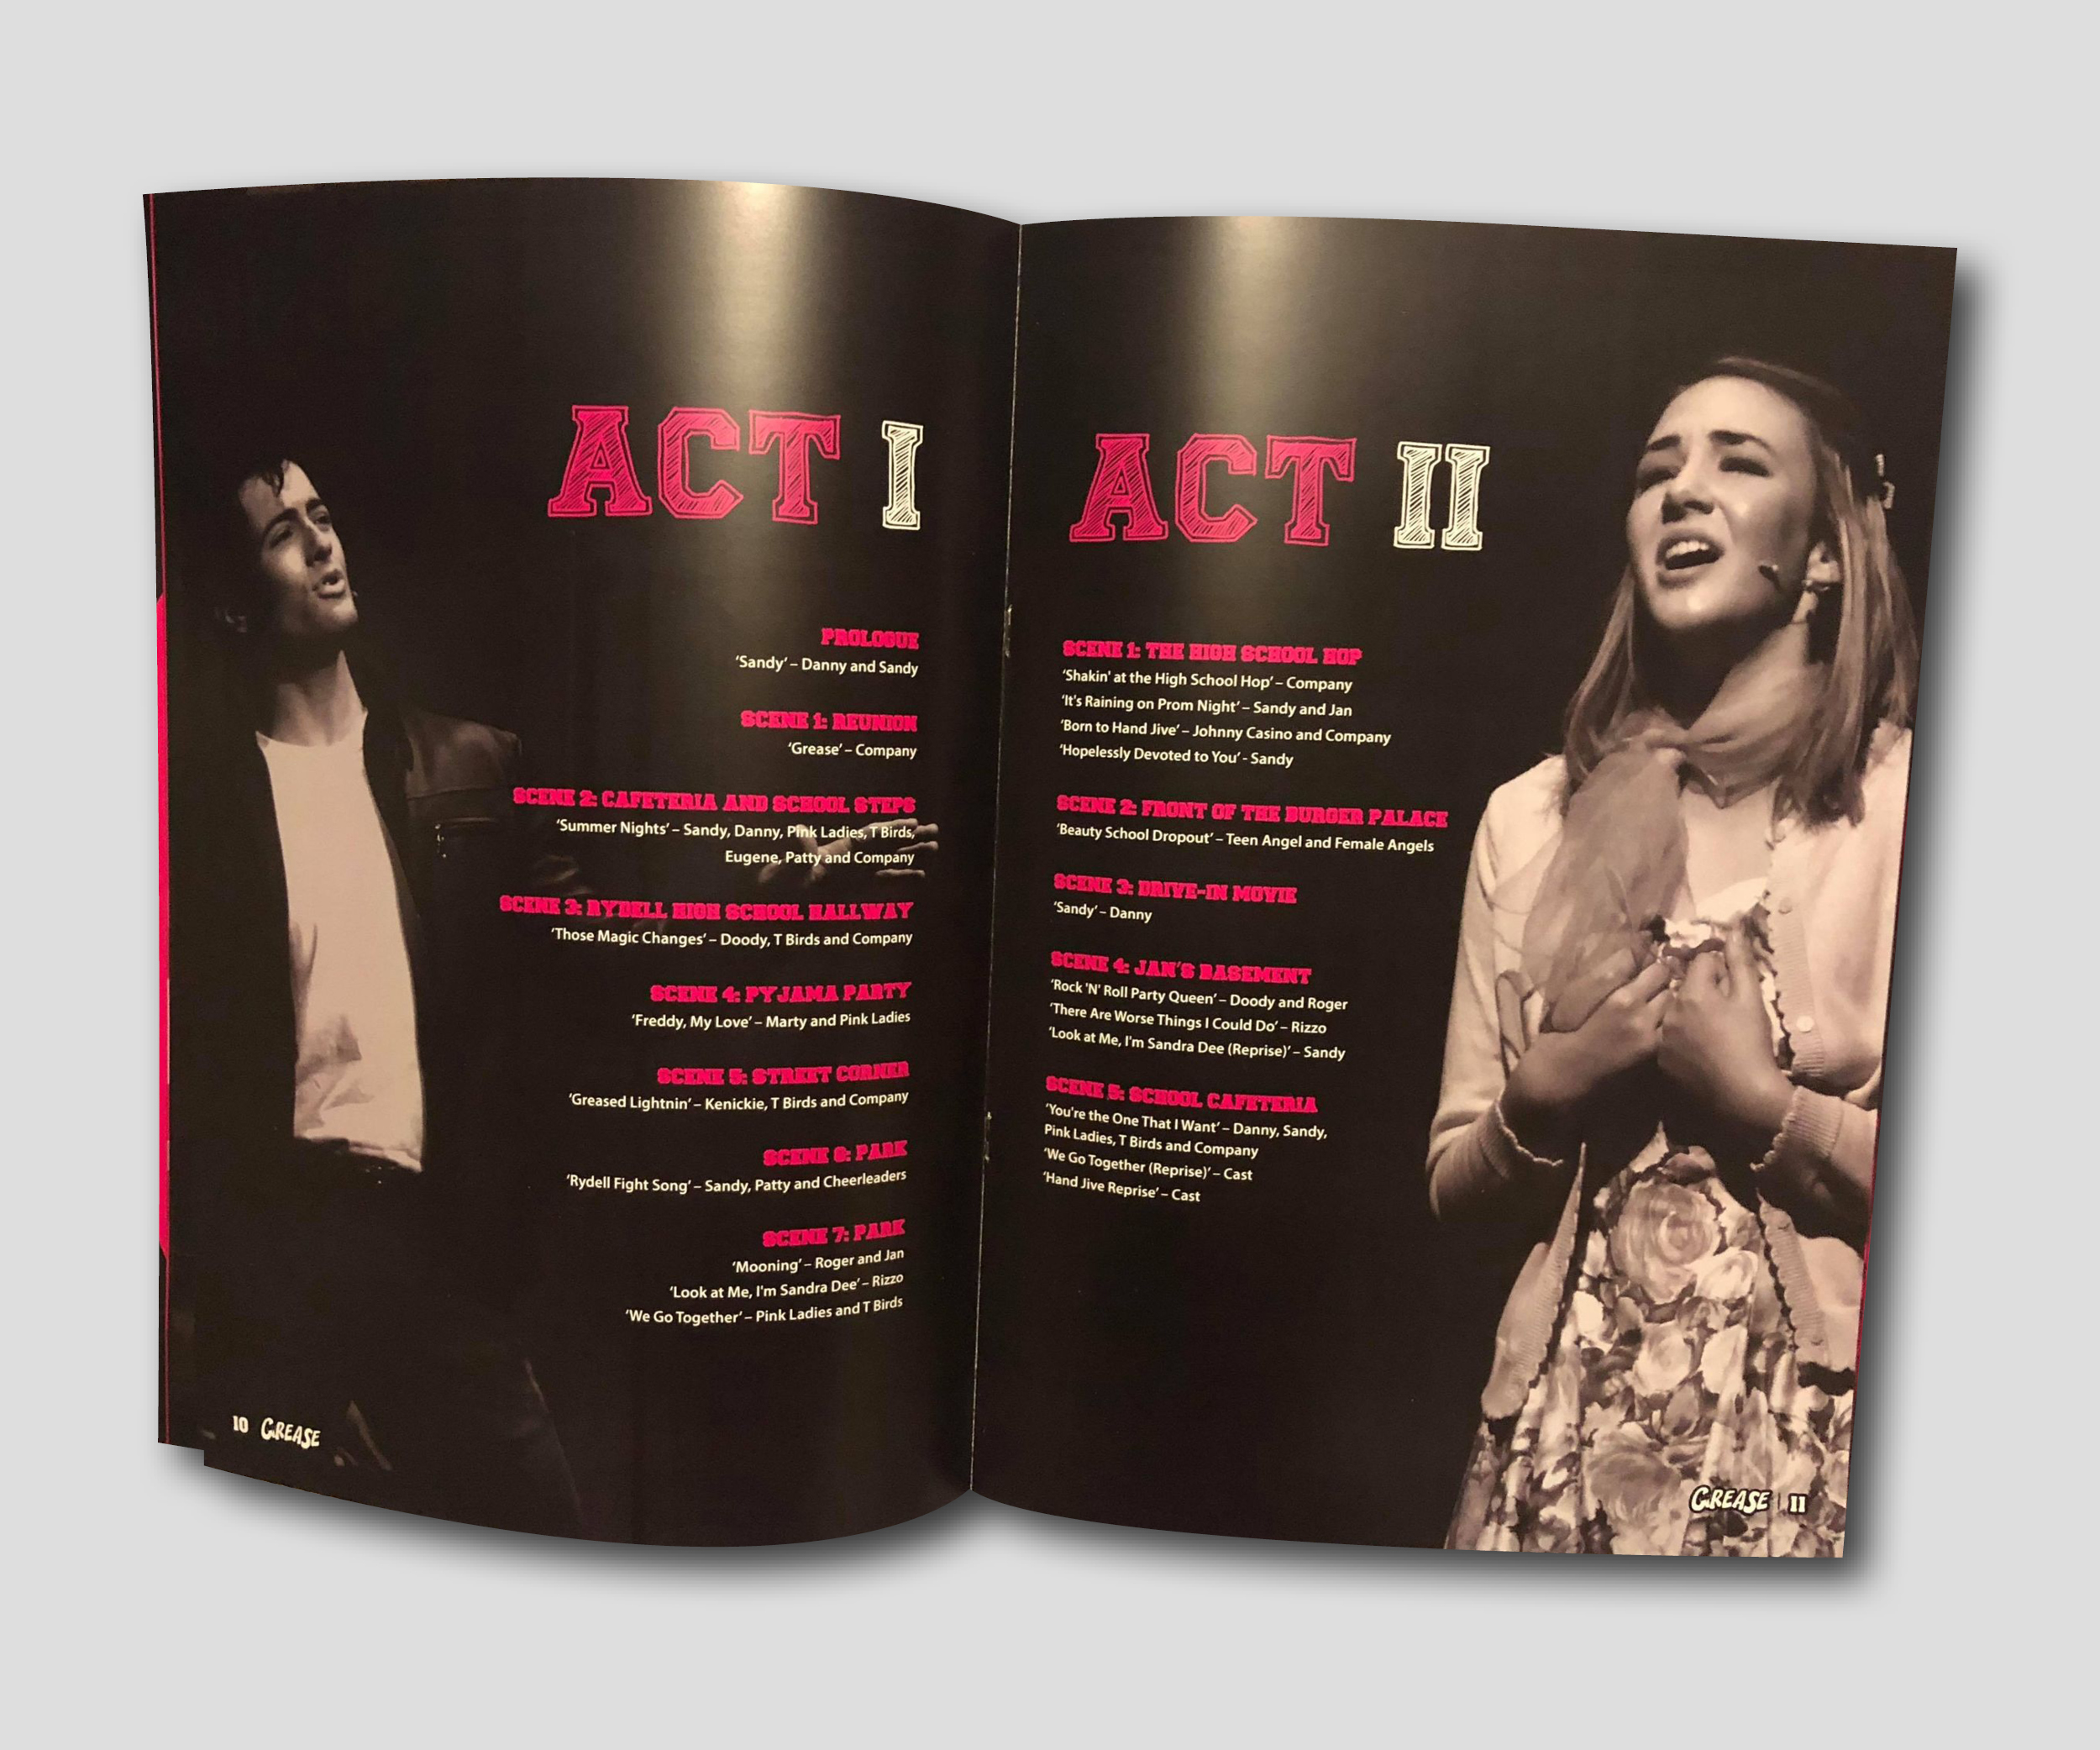 ACT I
PROLOGUE
‘Sandy’ – Danny and Sandy
SCENE 1: REUNION
‘Grease’ – Company
SCENE 2: CAFETERIA AND SCHOOL STEPS
‘Summer Nights’ – Sandy, Danny, Pink Ladies, T Birds,
Eugene, Patty and Company
SCENE 3: RYDELL HIGH SCHOOL HALLWAY
‘Those Magic Changes’ – Doody, T Birds and Company
SCENE 4: PYJAMA PARTY
‘Freddy, My Love’ – Marty and Pink Ladies
SCENE 5: STREET CORNER
‘Greased Lightnin’ – Kenickie, T Birds and Company
SCENE 6: PARK
‘Rydell Fight Song’ – Sandy, Patty and Cheerleaders
SCENE 7: PARK
‘Mooning’ – Roger and Jan
‘Look at Me, I'm Sandra Dee’ – Rizzo
‘We Go Together’ – Pink Ladies and T Birds
10 GREASE
ACT II
SCENE 1: THE HIGH SCHOOL HOP
‘Shakin' at the High School Hop’ – Company
‘It's Raining on Prom Night’ – Sandy and Jan
‘Born to Hand Jive’ – Johnny Casino and Company
‘Hopelessly Devoted to You’ - Sandy
SCENE 2: FRONT OF THE BURGER PALACE
‘Beauty School Dropout’ – Teen Angel and Female Angels
SCENE 3: DRIVE-IN MOVIE
‘Sandy’ – Danny
SCENE 4: JAN'S BASEMENT
‘Rock 'N' Roll Party Queen’ – Doody and Roger
‘There Are Worse Things I Could Do’ – Rizzo
‘Look at Me, I'm Sandra Dee (Reprise)’ – Sandy
SCENE 5: SCHOOL CAFETERIA
‘You're the One That I Want’ – Danny, Sandy,
Pink Ladies, T Birds and Company
‘We Go Together (Reprise)’ – Cast
‘Hand Jive Reprise’ – Cast
GREASE | 11